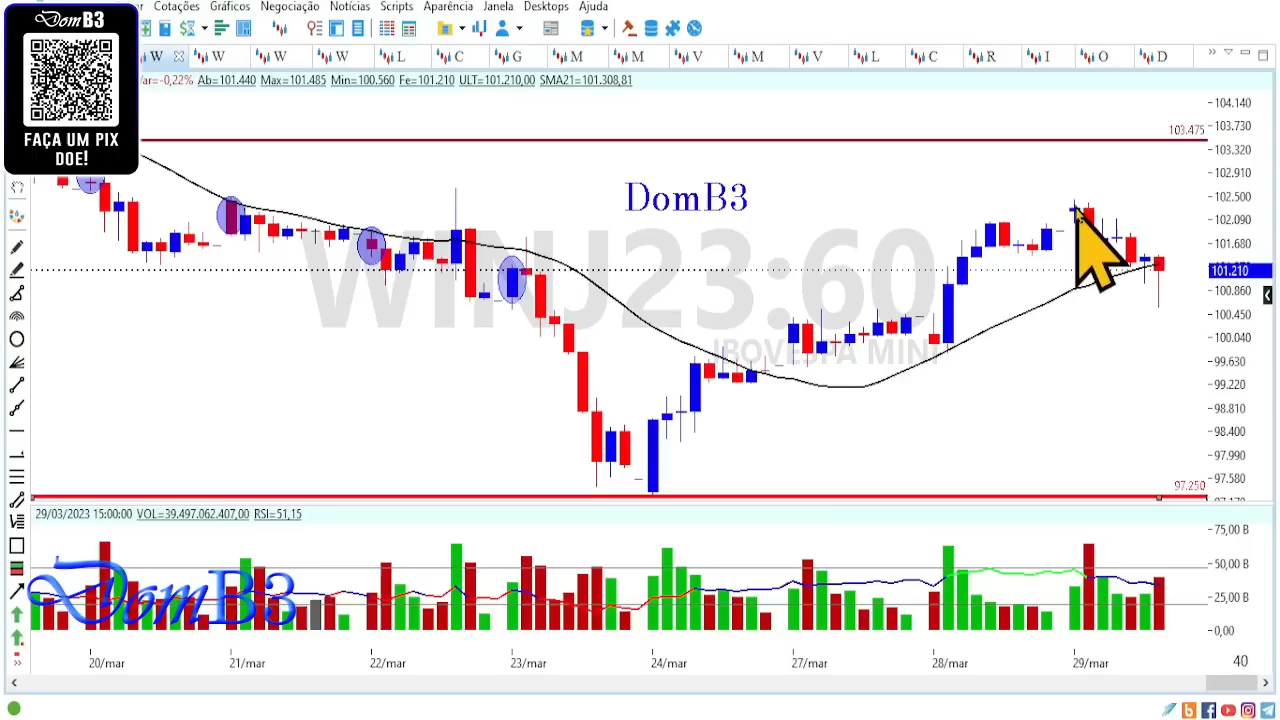 Cotações Gráficos Negociação Notícias Scripts Aparência Janela Desktops Ajuda
DomB3
FAÇA UM PIX
DOE!
W W W W L C G M M V M V L C R I O D
Var=-0,22% Ab=101.440 Max=101.485 Min=100.560 Fe=101.210 ULT=101.210,00 SMA21=101.308,81
104.140
103.730
103.475
103.320
102.910
DomB3
102.500
102.090
WINJ23:60
101.680
101.210
100.860
100.450
IBOVESPA MINI
100.040
99.630
99.220
98.810
98.400
97.990
97.580
97.250
97.170
29/03/2023 15:00:00 VOL=39.497.062.407,00 RSI=51,15
75,00 B
50,00 B
DomB3
25,00 B
0,00
20/mar 21/mar 22/mar 23/mar 24/mar 27/mar 28/mar 29/mar 40